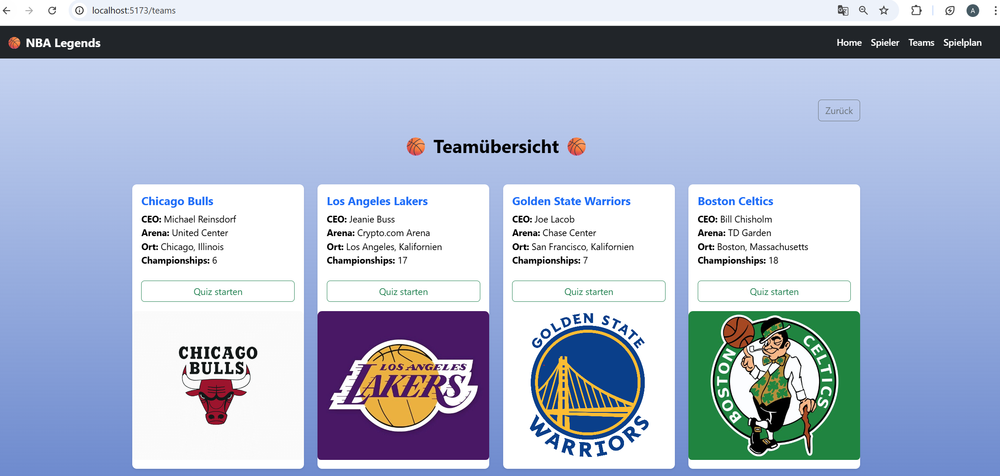 localhost:5173/teams
A
NBA Legends
Home Spieler Teams Spielplan
Zurück
Teamübersicht
Chicago Bulls
CEO: Michael Reinsdorf
Arena: United Center
Ort: Chicago, Illinois
Championships: 6
Quiz starten
CHICAGO
BULLS
Los Angeles Lakers
CEO: Jeanie Buss
Arena: Crypto.com Arena
Ort: Los Angeles, Kalifornien
Championships: 17
Quiz starten
LOS ANGELES
LAKERS
Golden State Warriors
CEO: Joe Lacob
Arena: Chase Center
Ort: San Francisco, Kalifornien
Championships: 7
Quiz starten
GOLDEN STATE
WARRIORS
Boston Celtics
CEO: Bill Chisholm
Arena: TD Garden
Ort: Boston, Massachusetts
Championships: 18
Quiz starten
BOSTON
CELTICS